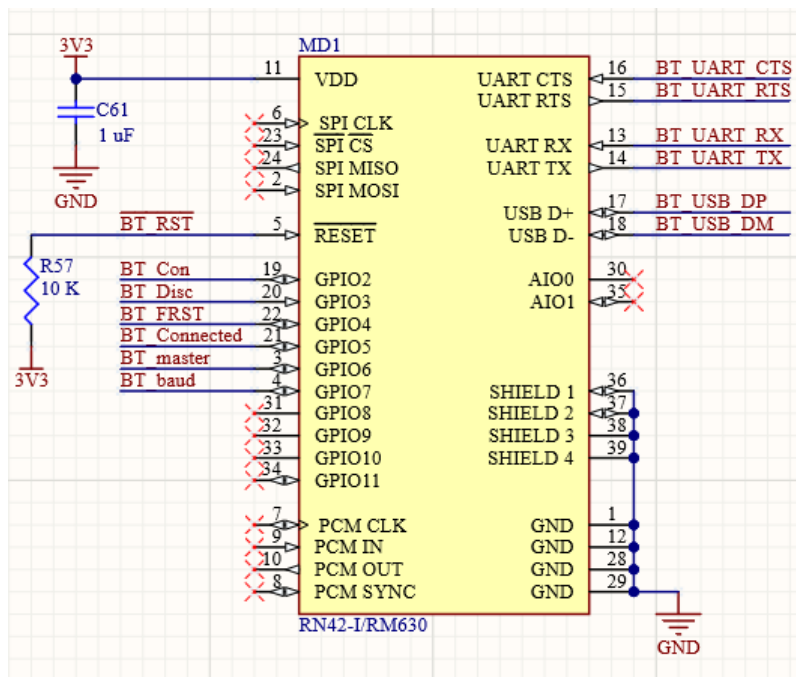 3V3
MD1
11 VDD
C61
1 uF
GND
6 SPI CLK
23 SPI CS
24 SPI MISO
2 SPI MOSI
BT_RST 5 RESET
R57
10 K
3V3
BT_Con 19 GPIO2
BT_Disc 20 GPIO3
BT_FRST 22 GPIO4
BT_Connected 21 GPIO5
BT_master 3 GPIO6
BT_baud 4 GPIO7
31 GPIO8
32 GPIO9
33 GPIO10
34 GPIO11
7 PCM CLK
9 PCM IN
10 PCM OUT
8 PCM SYNC
UART CTS 16 BT_UART_CTS
UART RTS 15 BT_UART_RTS
UART RX 13 BT_UART_RX
UART TX 14 BT_UART_TX
USB D+ 17 BT_USB_DP
USB D- 18 BT_USB_DM
AIO0 30
AIO1 35
SHIELD 1 36
SHIELD 2 37
SHIELD 3 38
SHIELD 4 39
GND 1
GND 12
GND 28
GND 29
GND
RN42-I/RM630